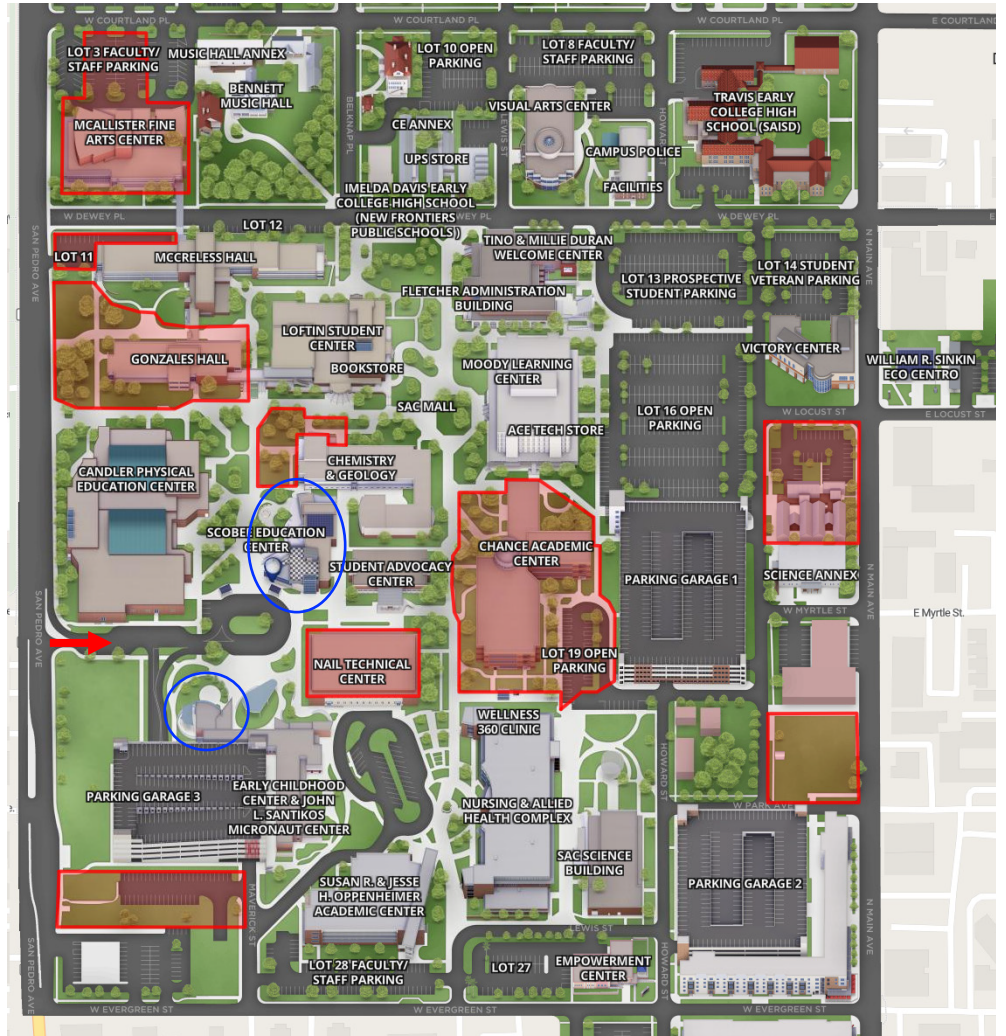 W COURTLAND PL
W COURTLAND PL
W COURTLAND PL
E COURTLAND
LOT 3 FACULTY/
STAFF PARKING
MUSIC HALL ANNEX
BENNETT
MUSIC HALL
MCALLISTER FINE
ARTS CENTER
BELKNAP PL
LOT 10 OPEN
PARKING
LOT 8 FACULTY/
STAFF PARKING
VISUAL ARTS CENTER
LEWIS ST
CE ANNEX
UPS STORE
CAMPUS POLICE
FACILITIES
TRAVIS EARLY
COLLEGE HIGH
SCHOOL (SAISD)
IMELDA DAVIS EARLY
COLLEGE HIGH SCHOOL
(NEW FRONTIERS
PUBLIC SCHOOLS )
W DEWEY PL
W DEWEY PL
SAN PEDRO AVE
N MAIN AVE
LOT 12
LOT 11
MCCRELESS HALL
TINO & MILLIE DURAN
WELCOME CENTER
FLETCHER ADMINISTRATION
BUILDING
LOT 13 PROSPECTIVE
STUDENT PARKING
LOT 14 STUDENT
VETERAN PARKING
GONZALES HALL
LOFTIN STUDENT
CENTER
BOOKSTORE
MOODY LEARNING
CENTER
VICTORY CENTER
WILLIAM R. SINKIN
ECO CENTRO
SAC MALL
ACE TECH STORE
LOT 16 OPEN
PARKING
W LOCUST ST
E LOCUST ST
CANDLER PHYSICAL
EDUCATION CENTER
CHEMISTRY
& GEOLOGY
SCOBEE EDUCATION
CENTER
STUDENT ADVOCACY
CENTER
CHANCE ACADEMIC
CENTER
PARKING GARAGE 1
SCIENCE ANNEX
W MYRTLE ST
E Myrtle St.
SAN PEDRO AVE
N MAIN AVE
NAIL TECHNICAL
CENTER
LOT 19 OPEN
PARKING
WELLNESS
360 CLINIC
HOWARD ST
PARKING GARAGE 3
EARLY CHILDHOOD
CENTER & JOHN
L. SANTIKOS
MICRONAUT CENTER
NURSING & ALLIED
HEALTH COMPLEX
W PARK AVE
SAC SCIENCE
BUILDING
SUSAN R. & JESSE
H. OPPENHEIMER
ACADEMIC CENTER
PARKING GARAGE 2
MAVERICK ST
SAN PEDRO AVE
N MAIN AVE
LEWIS ST
HOWARD ST
LOT 28 FACULTY/
STAFF PARKING
LOT 27
EMPOWERMENT
CENTER
W EVERGREEN ST
W EVERGREEN ST
W EVERGREEN ST